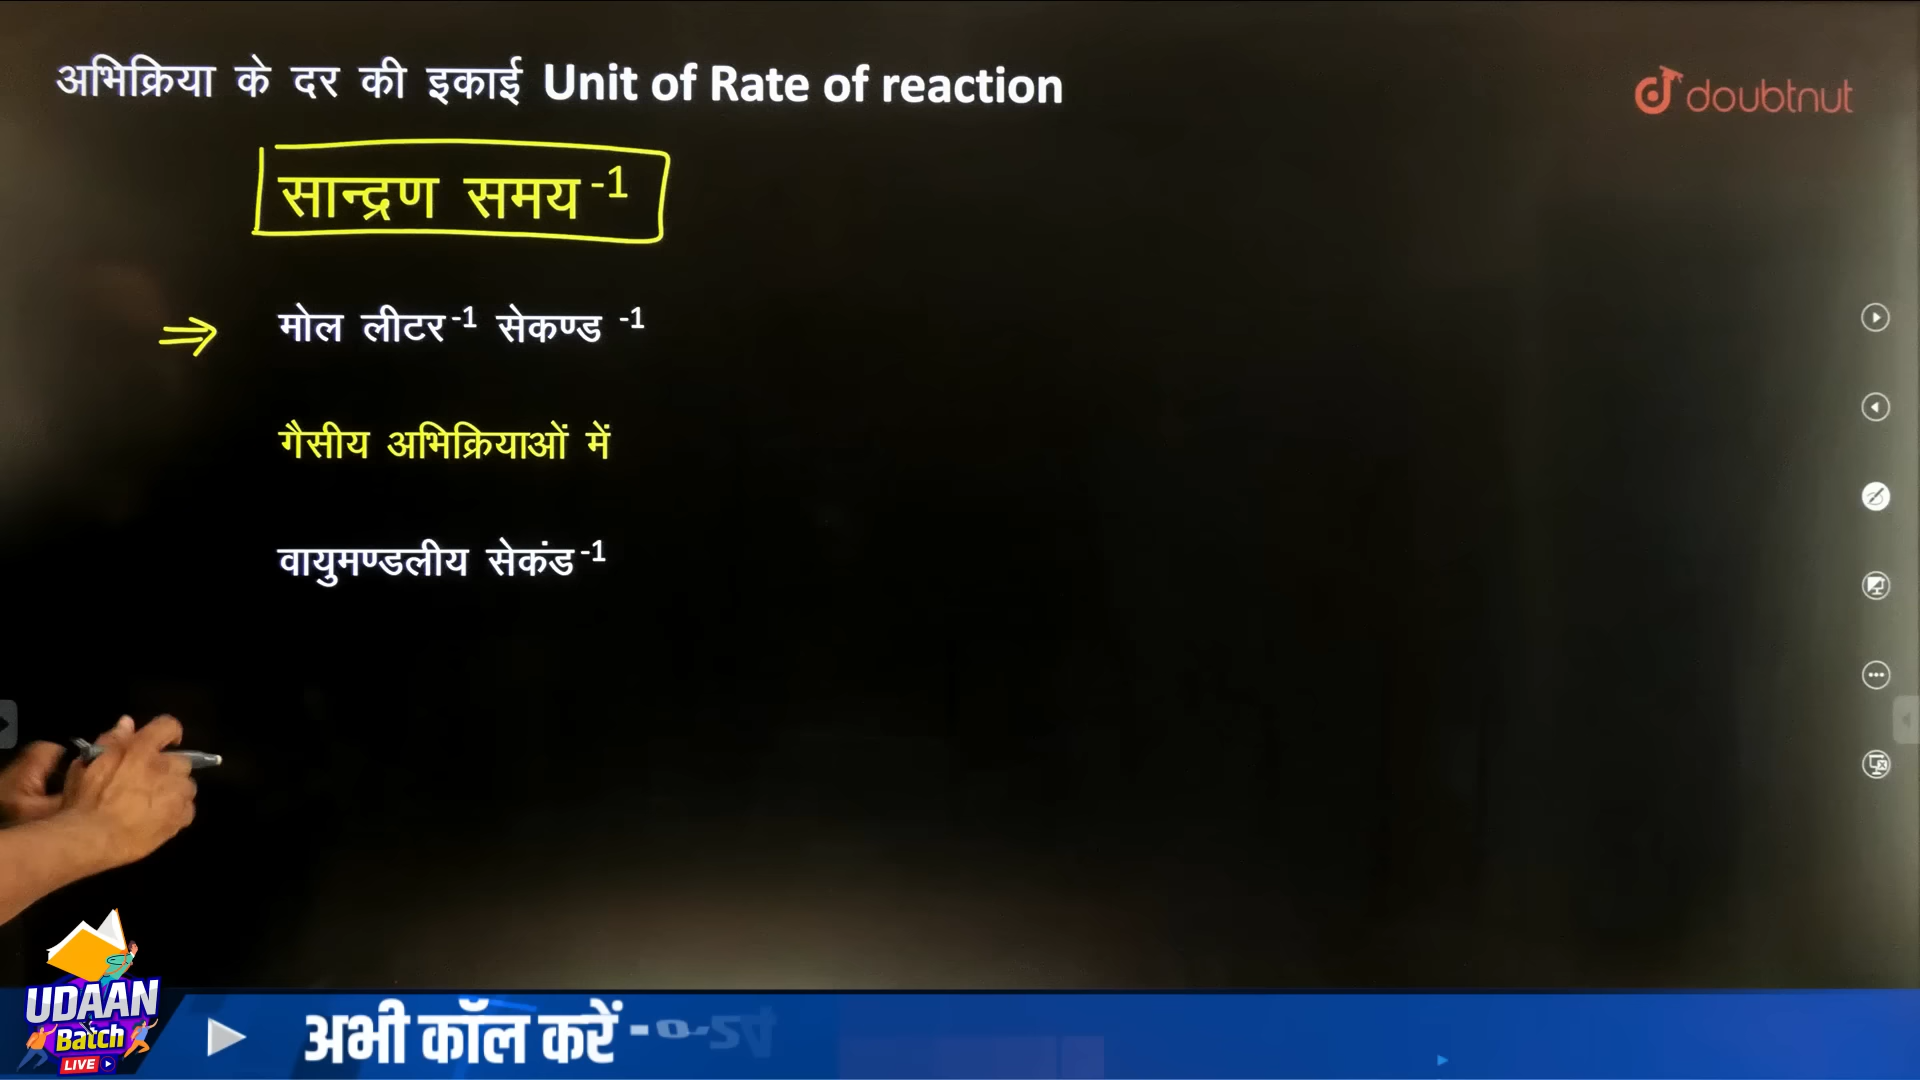 अभिक्रिया के दर की इकाई Unit of Rate of reaction
doubtnut
सान्द्रण समय⁻¹
मोल लीटर⁻¹ सेकण्ड ⁻¹
गैसीय अभिक्रियाओं में
वायुमण्डलीय सेकंड⁻¹
UDAAN
Batch
LIVE
अभी कॉल करें -